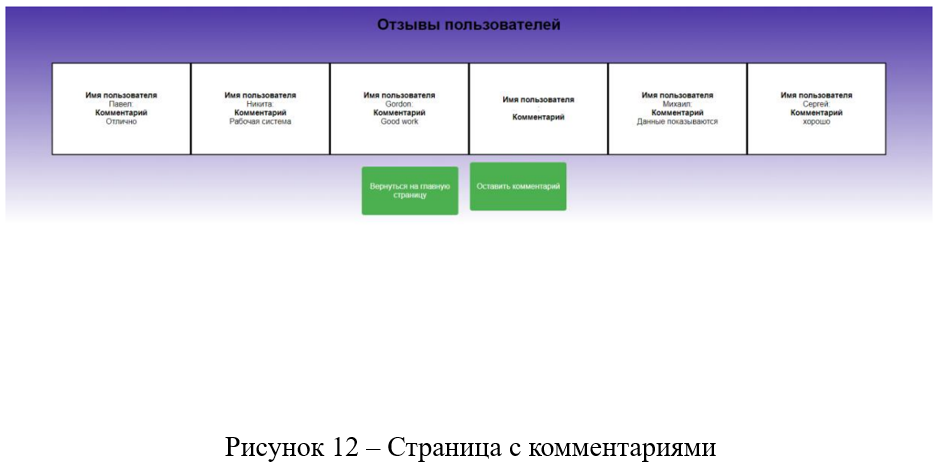 Отзывы пользователей
Имя пользователя
Павел:
Комментарий
Отлично
Имя пользователя
Никита:
Комментарий
Рабочая система
Имя пользователя
Gordon:
Комментарий
Good work
Имя пользователя
:
Комментарий
Имя пользователя
Михаил:
Комментарий
Данные показываются
Имя пользователя
Сергей:
Комментарий
хорошо
Вернуться на главную
страницу
Оставить комментарий
Рисунок 12 – Страница с комментариями